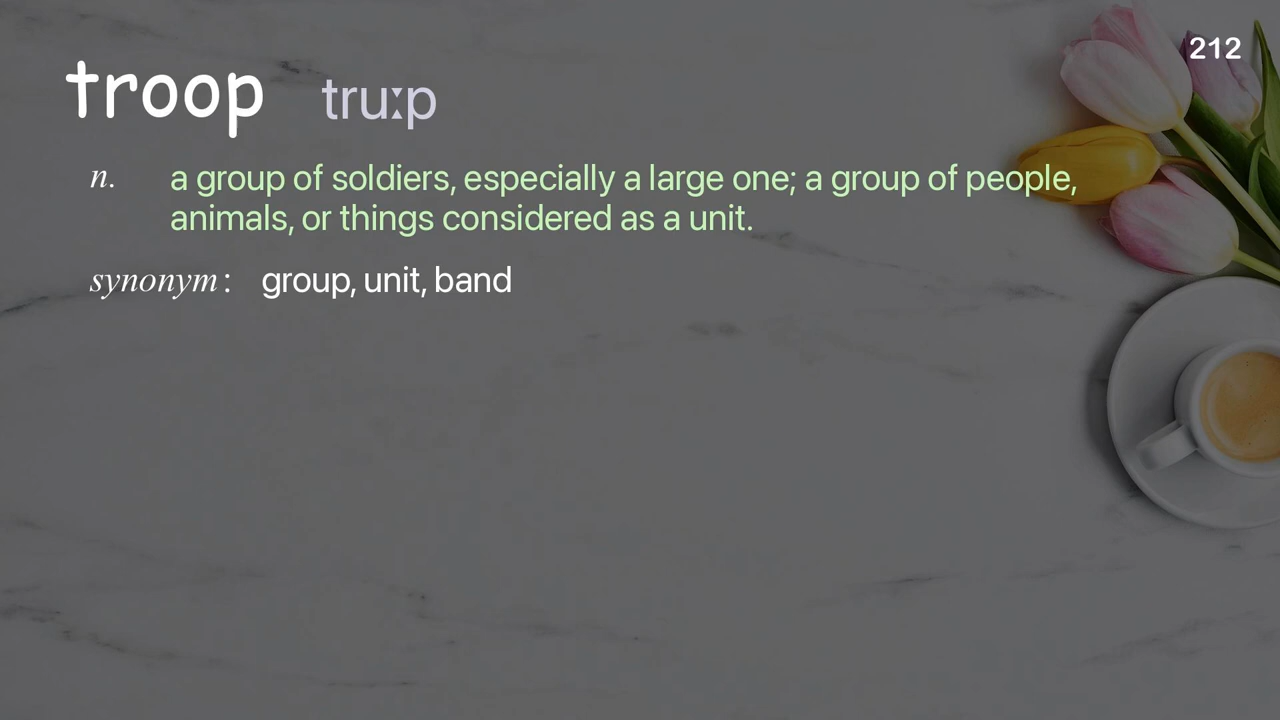 212
troop truːp
n. a group of soldiers, especially a large one; a group of people,
animals, or things considered as a unit.
synonym: group, unit, band